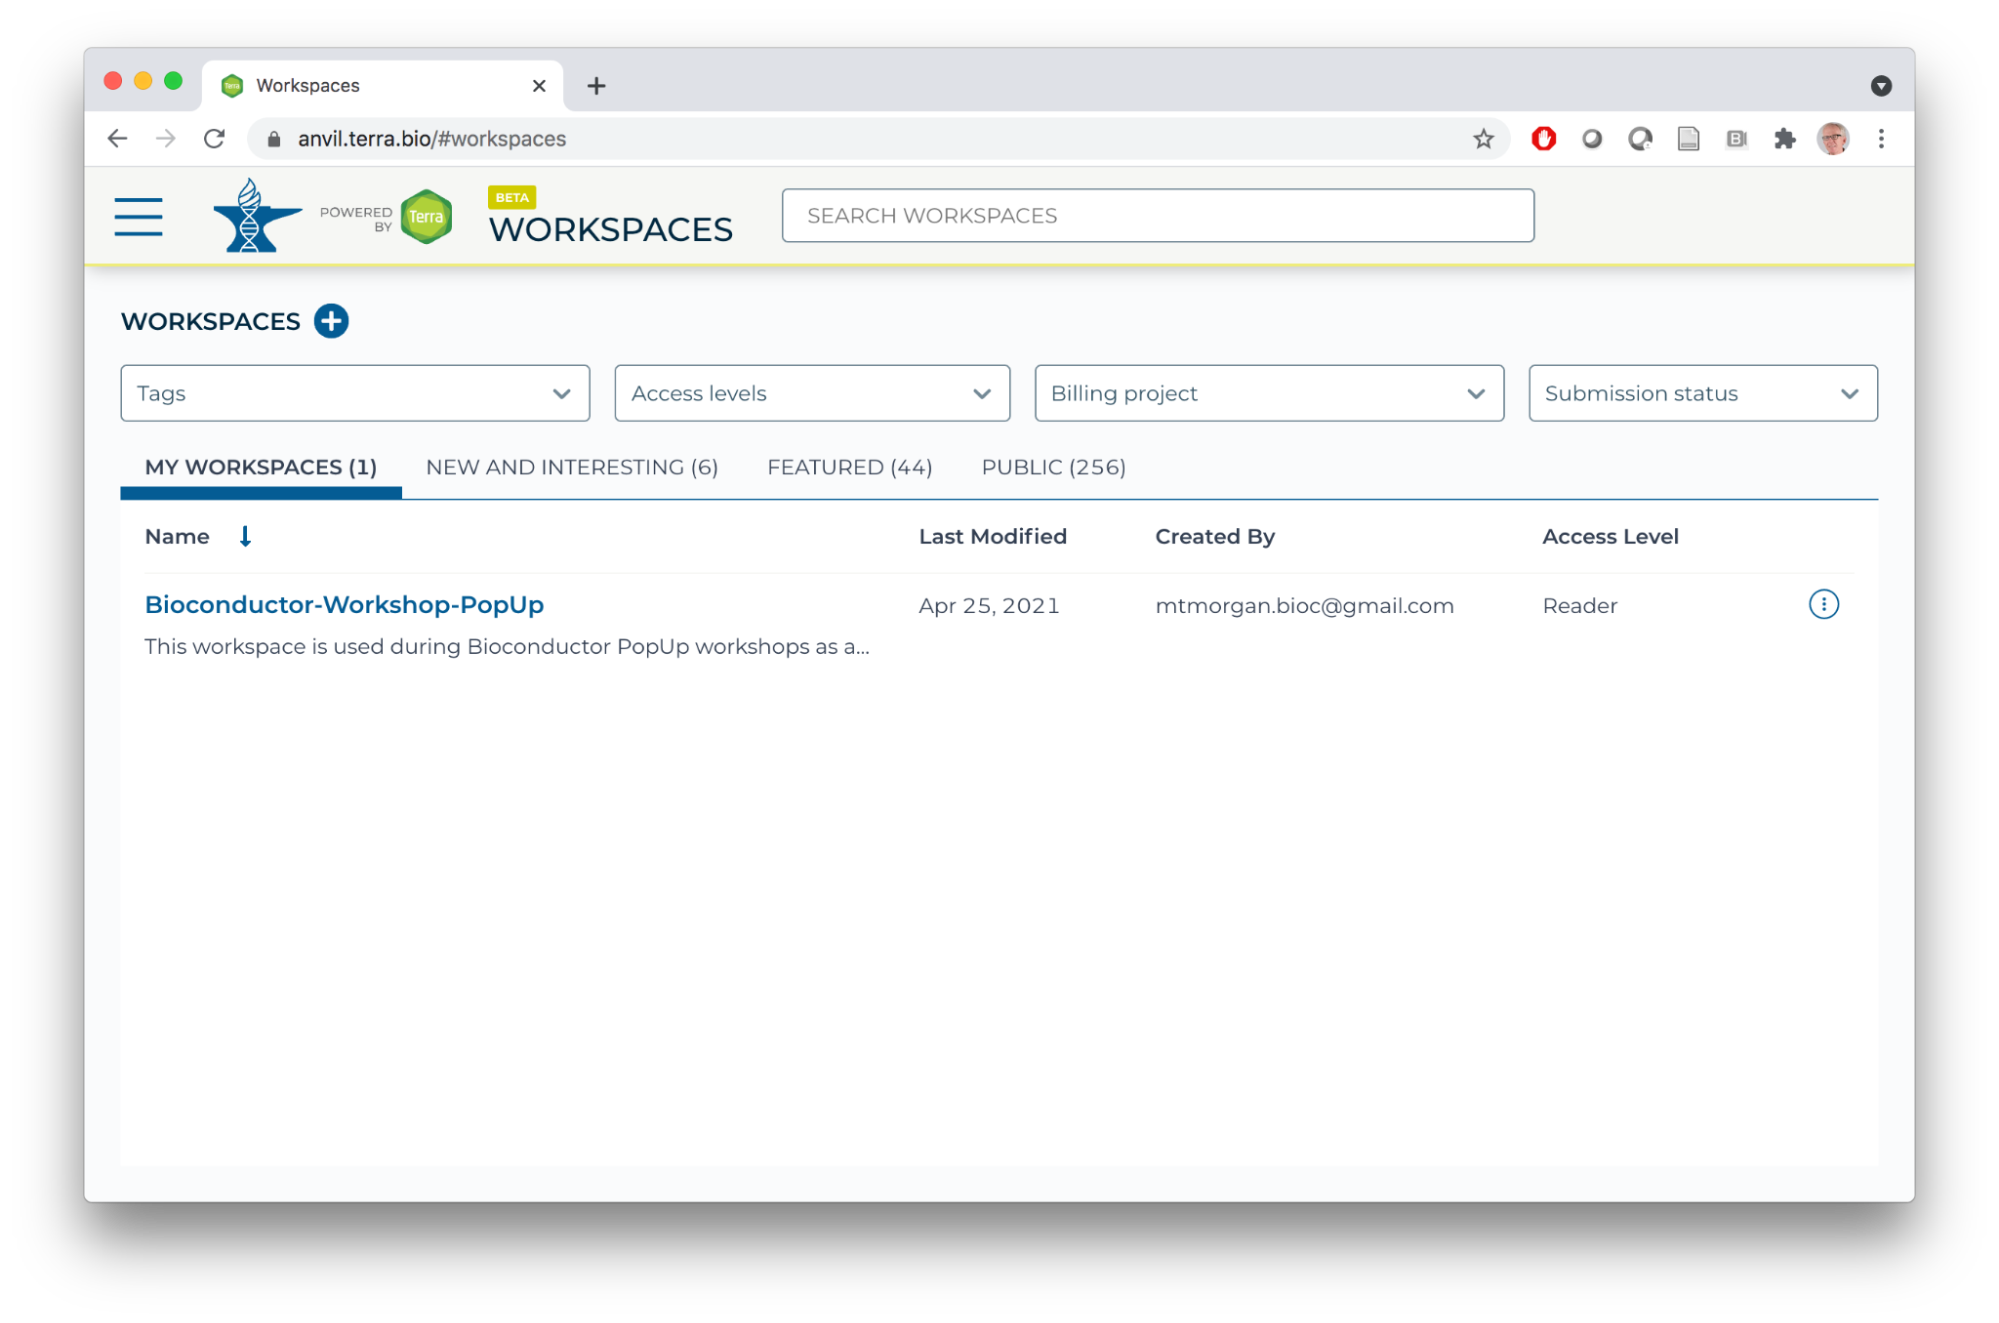 Workspaces
anvil.terra.bio/#workspaces
POWERED
BY
Terra
BETA
WORKSPACES
SEARCH WORKSPACES
WORKSPACES
Tags
Access levels
Billing project
Submission status
MY WORKSPACES (1)
NEW AND INTERESTING (6)
FEATURED (44)
PUBLIC (256)
Name
Last Modified
Created By
Access Level
Bioconductor-Workshop-PopUp
Apr 25, 2021
mtmorgan.bioc@gmail.com
Reader
This workspace is used during Bioconductor PopUp workshops as a...